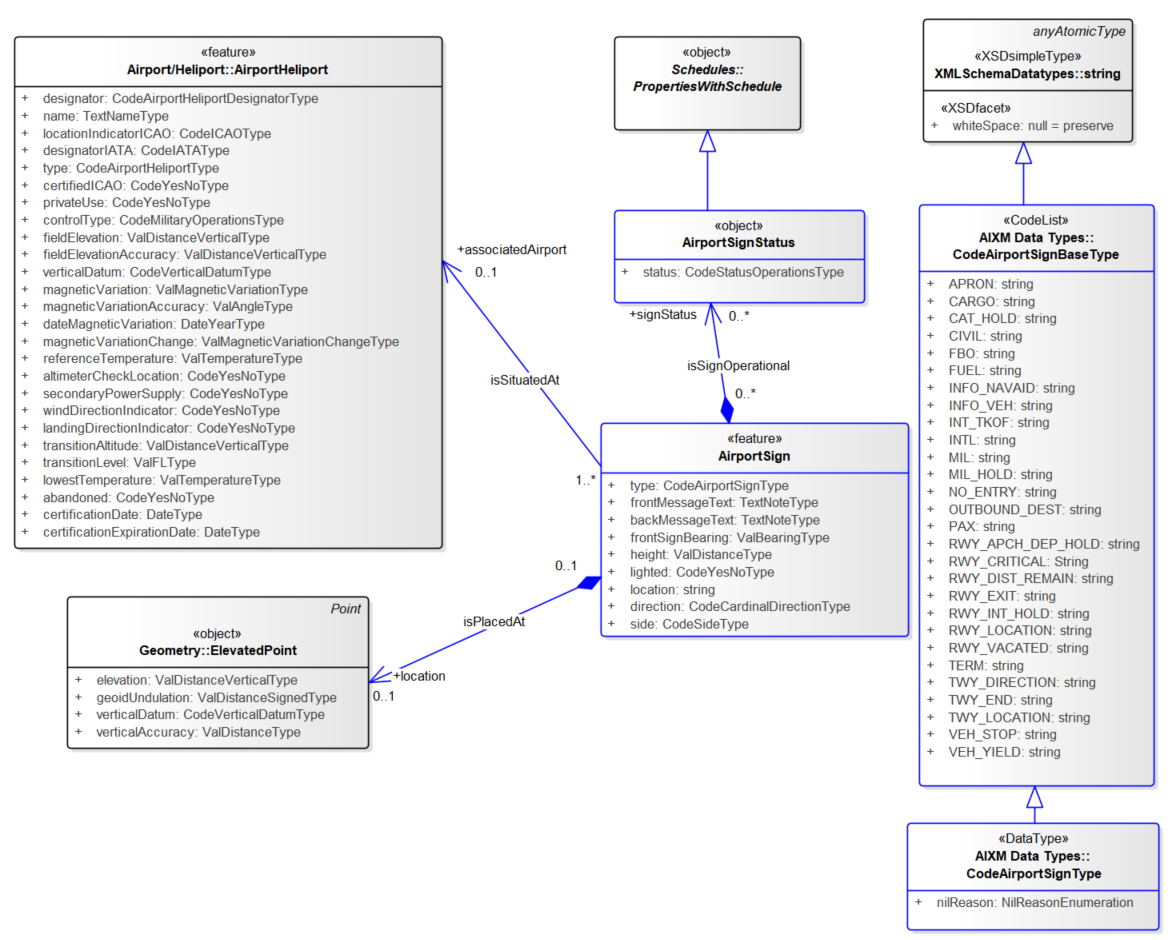 «feature»
Airport/Heliport::AirportHeliport
+ designator: CodeAirportHeliportDesignatorType
+ name: TextNameType
+ locationIndicatorICAO: CodeICAOType
+ designatorIATA: CodeIATAType
+ type: CodeAirportHeliportType
+ certifiedICAO: CodeYesNoType
+ privateUse: CodeYesNoType
+ controlType: CodeMilitaryOperationsType
+ fieldElevation: ValDistanceVerticalType
+ fieldElevationAccuracy: ValDistanceVerticalType
+ verticalDatum: CodeVerticalDatumType
+ magneticVariation: ValMagneticVariationType
+ magneticVariationAccuracy: ValAngleType
+ dateMagneticVariation: DateYearType
+ magneticVariationChange: ValMagneticVariationChangeType
+ referenceTemperature: ValTemperatureType
+ altimeterCheckLocation: CodeYesNoType
+ secondaryPowerSupply: CodeYesNoType
+ windDirectionIndicator: CodeYesNoType
+ landingDirectionIndicator: CodeYesNoType
+ transitionAltitude: ValDistanceVerticalType
+ transitionLevel: ValFLType
+ lowestTemperature: ValTemperatureType
+ abandoned: CodeYesNoType
+ certificationDate: DateType
+ certificationExpirationDate: DateType
«object»
Schedules::
PropertiesWithSchedule
anyAtomicType
«XSDsimpleType»
XMLSchemaDatatypes::string
«XSDfacet»
+ whiteSpace: null = preserve
«object»
AirportSignStatus
+ status: CodeStatusOperationsType
+associatedAirport
0..1
+signStatus
0..*
isSignOperational
0..*
isSituatedAt
1..*
«feature»
AirportSign
+ type: CodeAirportSignType
+ frontMessageText: TextNoteType
+ backMessageText: TextNoteType
+ frontSignBearing: ValBearingType
+ height: ValDistanceType
+ lighted: CodeYesNoType
+ location: string
+ direction: CodeCardinalDirectionType
+ side: CodeSideType
0..1
isPlacedAt
+location
0..1
Point
«object»
Geometry::ElevatedPoint
+ elevation: ValDistanceVerticalType
+ geoidUndulation: ValDistanceSignedType
+ verticalDatum: CodeVerticalDatumType
+ verticalAccuracy: ValDistanceType
«CodeList»
AIXM Data Types::
CodeAirportSignBaseType
+ APRON: string
+ CARGO: string
+ CAT_HOLD: string
+ CIVIL: string
+ FBO: string
+ FUEL: string
+ INFO_NAVAID: string
+ INFO_VEH: string
+ INT_TKOF: string
+ INTL: string
+ MIL: string
+ MIL_HOLD: string
+ NO_ENTRY: string
+ OUTBOUND_DEST: string
+ PAX: string
+ RWY_APCH_DEP_HOLD: string
+ RWY_CRITICAL: String
+ RWY_DIST_REMAIN: string
+ RWY_EXIT: string
+ RWY_INT_HOLD: string
+ RWY_LOCATION: string
+ RWY_VACATED: string
+ TERM: string
+ TWY_DIRECTION: string
+ TWY_END: string
+ TWY_LOCATION: string
+ VEH_STOP: string
+ VEH_YIELD: string
«DataType»
AIXM Data Types::
CodeAirportSignType
+ nilReason: NilReasonEnumeration